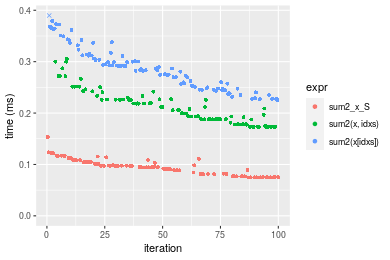 0.4
0.3
0.2
0.1
0.0
time (ms)
0
25
50
75
100
iteration
expr
sum2_x_S
sum2(x, idxs)
sum2(x[idxs])